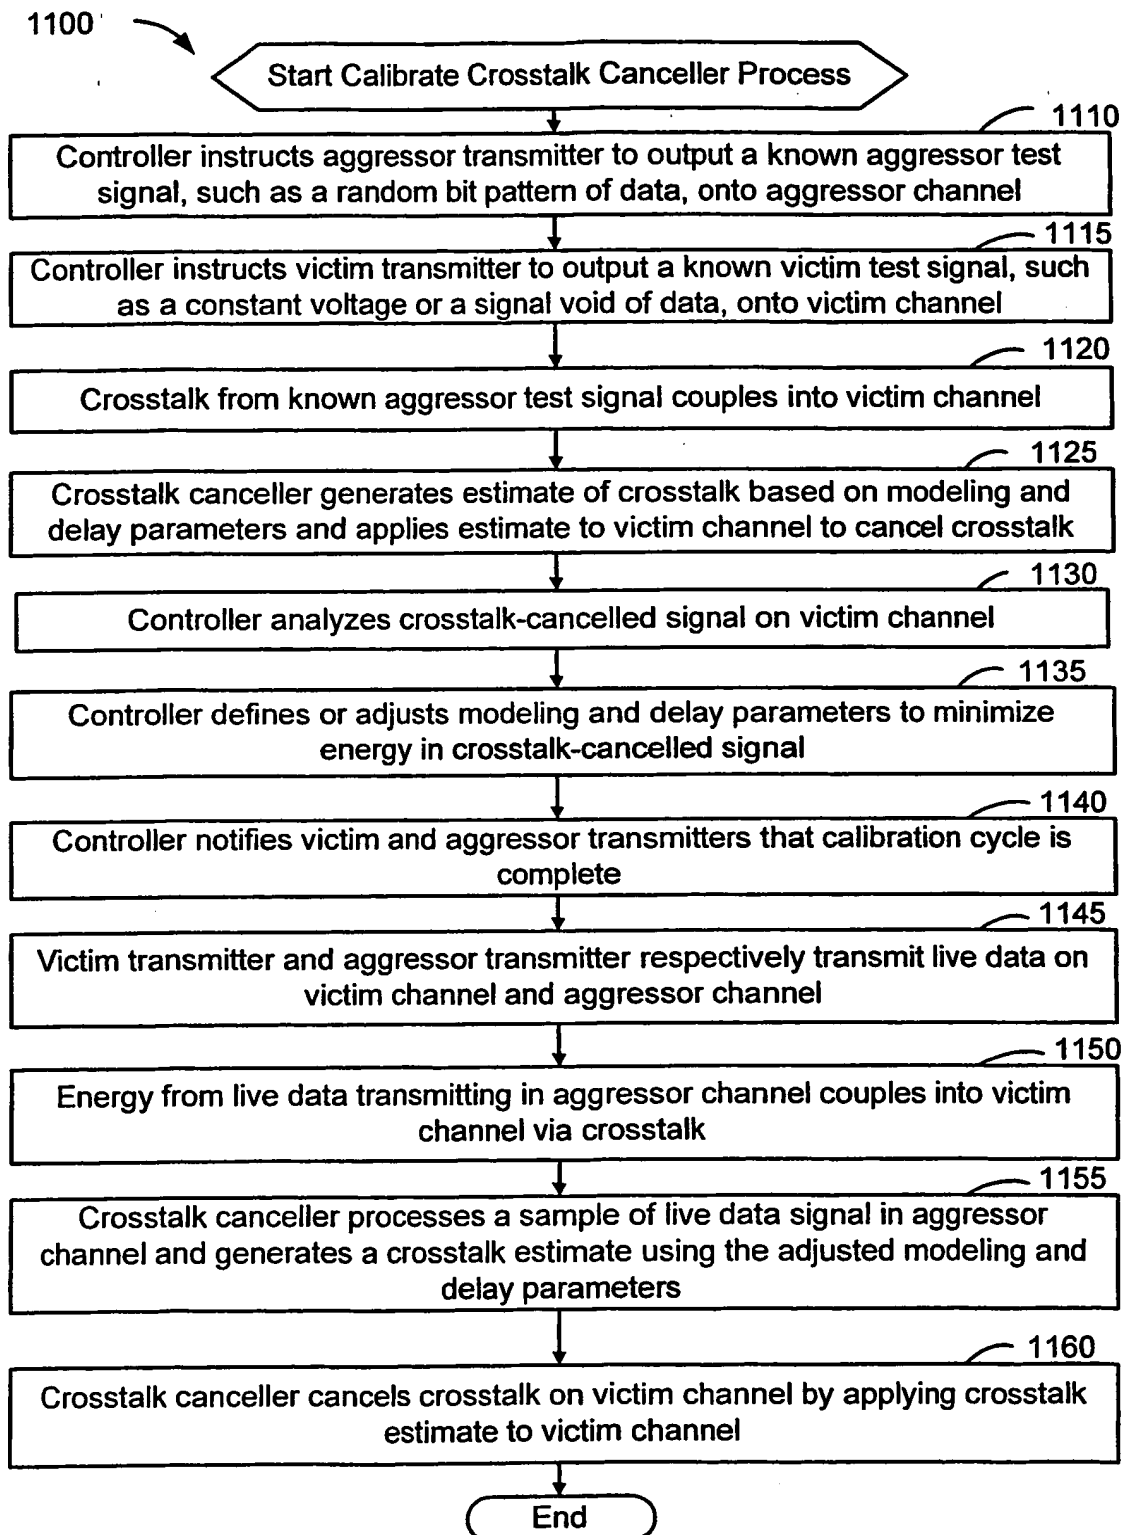 1100
Start Calibrate Crosstalk Canceller Process
1110
Controller instructs aggressor transmitter to output a known aggressor test
signal, such as a random bit pattern of data, onto aggressor channel
1115
Controller instructs victim transmitter to output a known victim test signal, such
as a constant voltage or a signal void of data, onto victim channel
1120
Crosstalk from known aggressor test signal couples into victim channel
1125
Crosstalk canceller generates estimate of crosstalk based on modeling and
delay parameters and applies estimate to victim channel to cancel crosstalk
1130
Controller analyzes crosstalk-cancelled signal on victim channel
1135
Controller defines or adjusts modeling and delay parameters to minimize
energy in crosstalk-cancelled signal
1140
Controller notifies victim and aggressor transmitters that calibration cycle is
complete
1145
Victim transmitter and aggressor transmitter respectively transmit live data on
victim channel and aggressor channel
1150
Energy from live data transmitting in aggressor channel couples into victim
channel via crosstalk
1155
Crosstalk canceller processes a sample of live data signal in aggressor
channel and generates a crosstalk estimate using the adjusted modeling and
delay parameters
1160
Crosstalk canceller cancels crosstalk on victim channel by applying crosstalk
estimate to victim channel
End